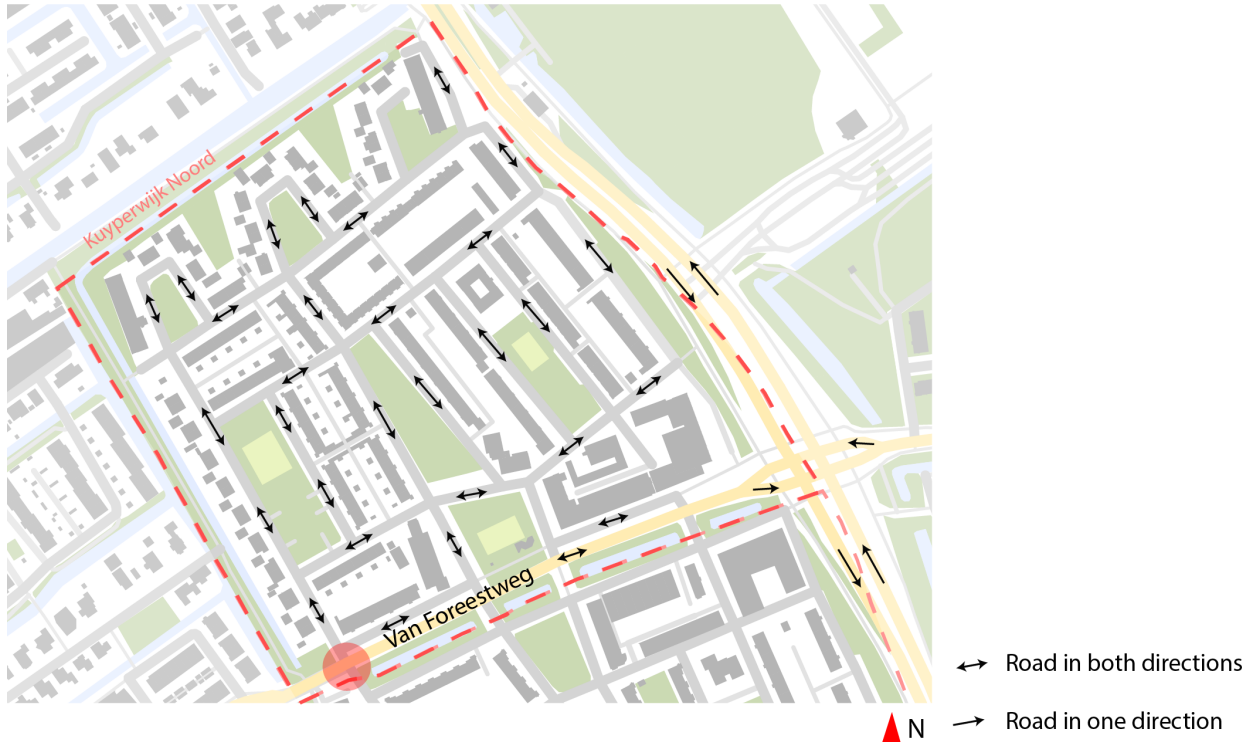 Kuyperwijk Noord
Van Foreestweg
Road in both directions
N
Road in one direction